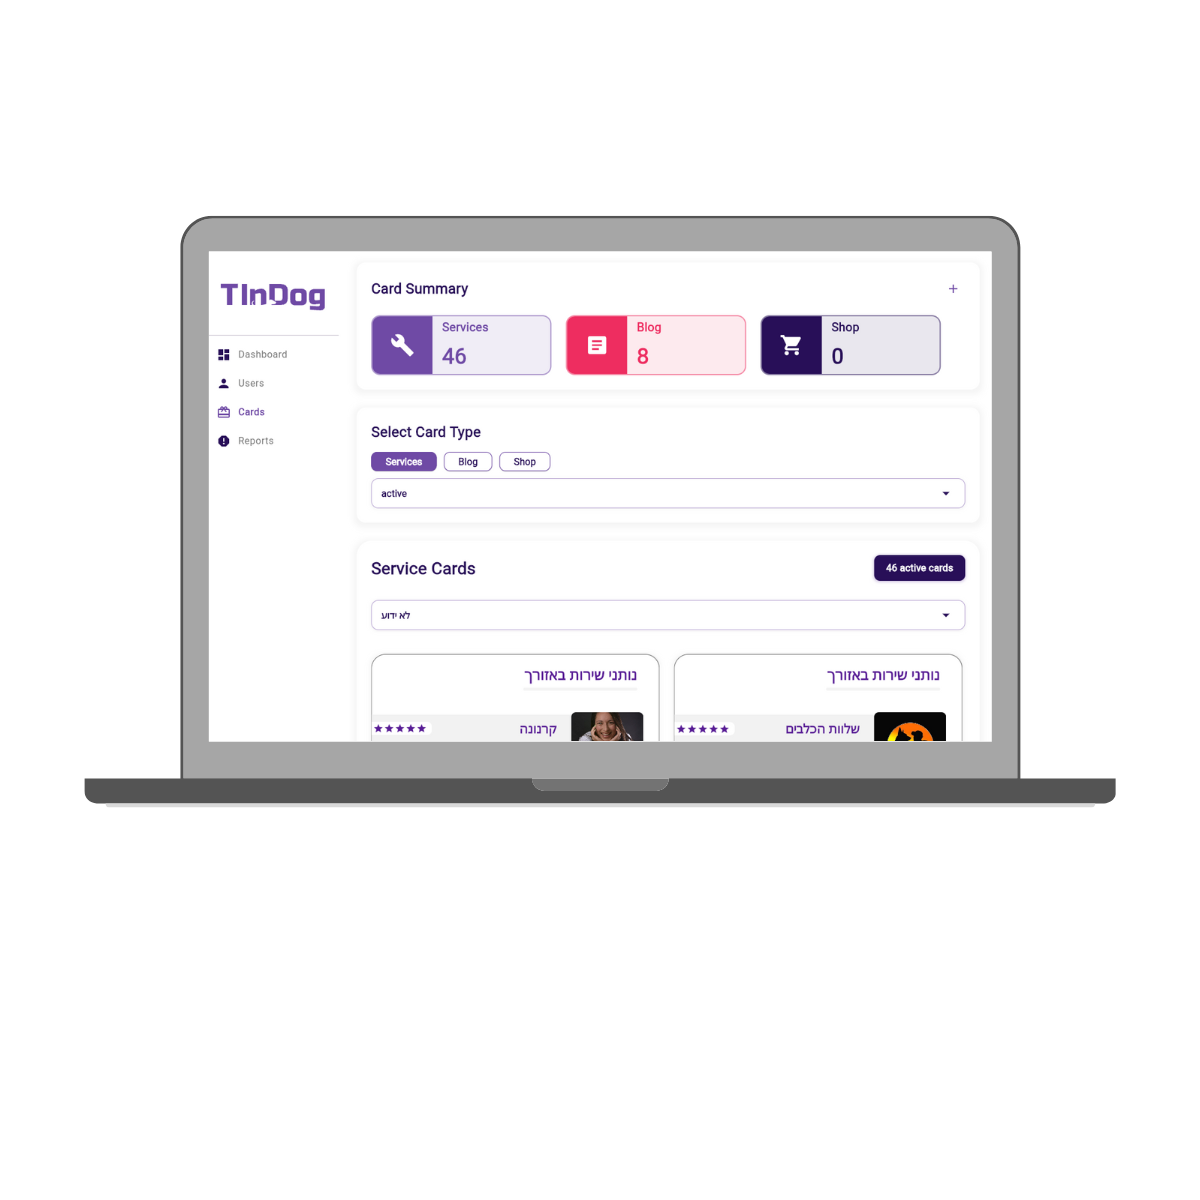 TInDog
Dashboard
Users
Cards
Reports
Card Summary
+
Services
46
Blog
8
Shop
0
Select Card Type
Services Blog Shop
active
Service Cards
46 active cards
לא ידוע
נותני שירות באזורך
קרנונה
נותני שירות באזורך
שלוות הכלבים